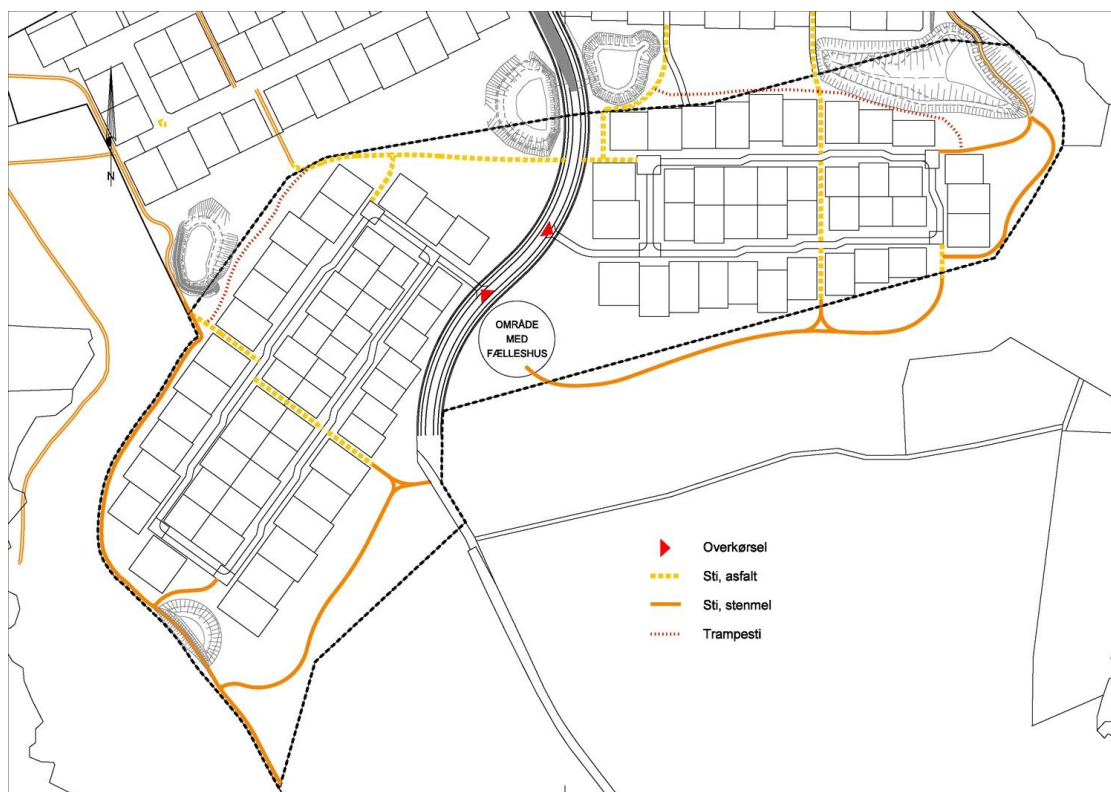 N
OMRÅDE
MED
FÆLLESHUS
Overkørsel
Sti, asfalt
Sti, stenmel
Trampesti